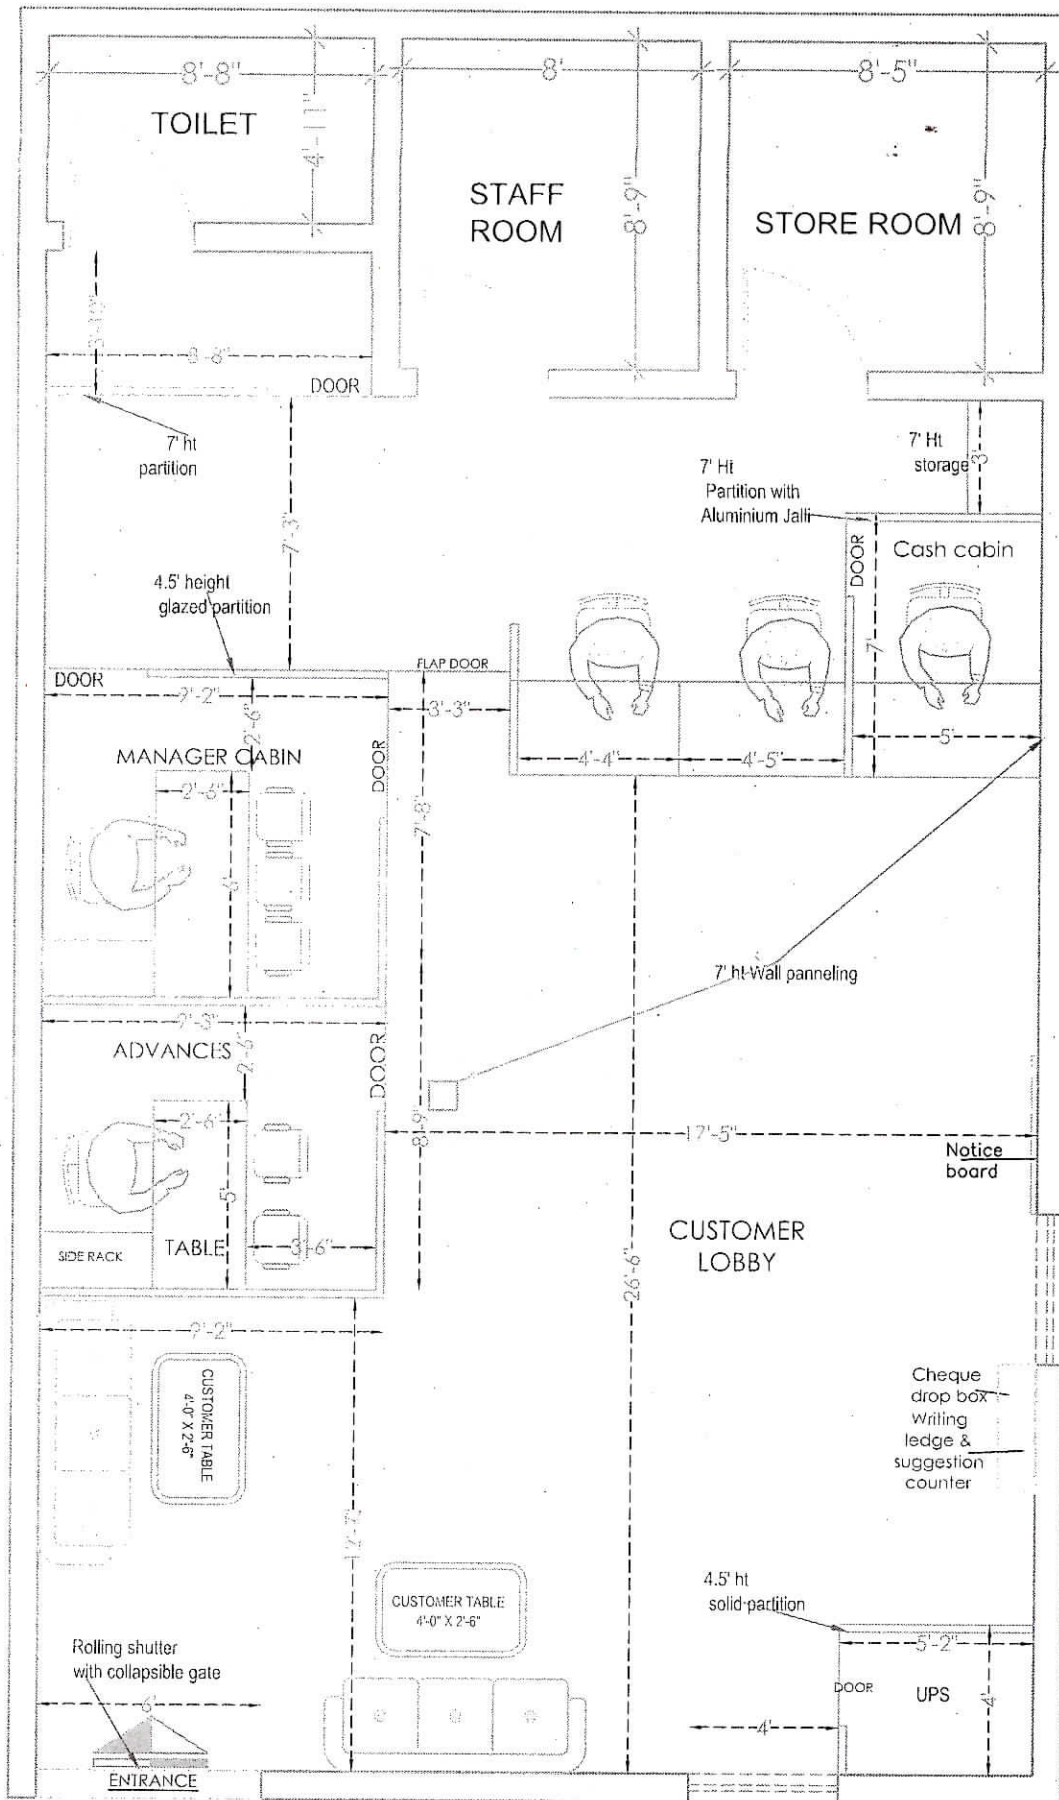 8'-8"
8'
8'-5"
TOILET
4'-11"
STAFF
ROOM
8'-9"
STORE ROOM
8'-9"
8'-8"
DOOR
7' ht
partition
7'-3"
7' Ht
storage
3'
7' Ht
Partition with
Aluminium Jalli
DOOR
Cash cabin
7'
4.5' height
glazed partition
DOOR
FLAP DOOR
9'-2"
2'-6"
3'-3"
4'-4"
4'-5"
5'
MANAGER CABIN
DOOR
2'-6"
6'
7'-8"
7' ht Wall panneling
9'-3"
2'-6"
ADVANCES
DOOR
2'-6"
5'
8'-9"
17'-5"
Notice
board
SIDE RACK
TABLE
3'-6"
CUSTOMER
LOBBY
26'-6"
9'-2"
CUSTOMER TABLE
4'-0" X 2'-6"
Cheque
drop box
Writing
ledge &
suggestion
counter
CUSTOMER TABLE
4'-0" X 2'-6"
4.5' ht
solid partition
5'-2"
Rolling shutter
with collapsible gate
6'
DOOR
UPS
4'
4'
ENTRANCE